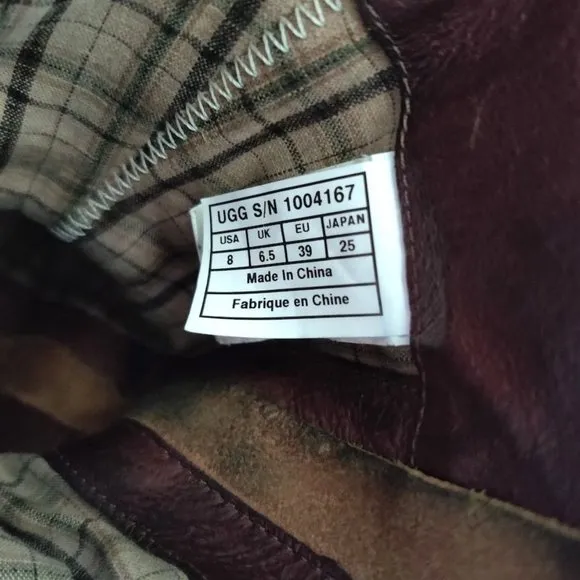 UGG S/N 1004167
USA UK EU JAPAN
8 6.5 39 25
Made In China
Fabrique en Chine